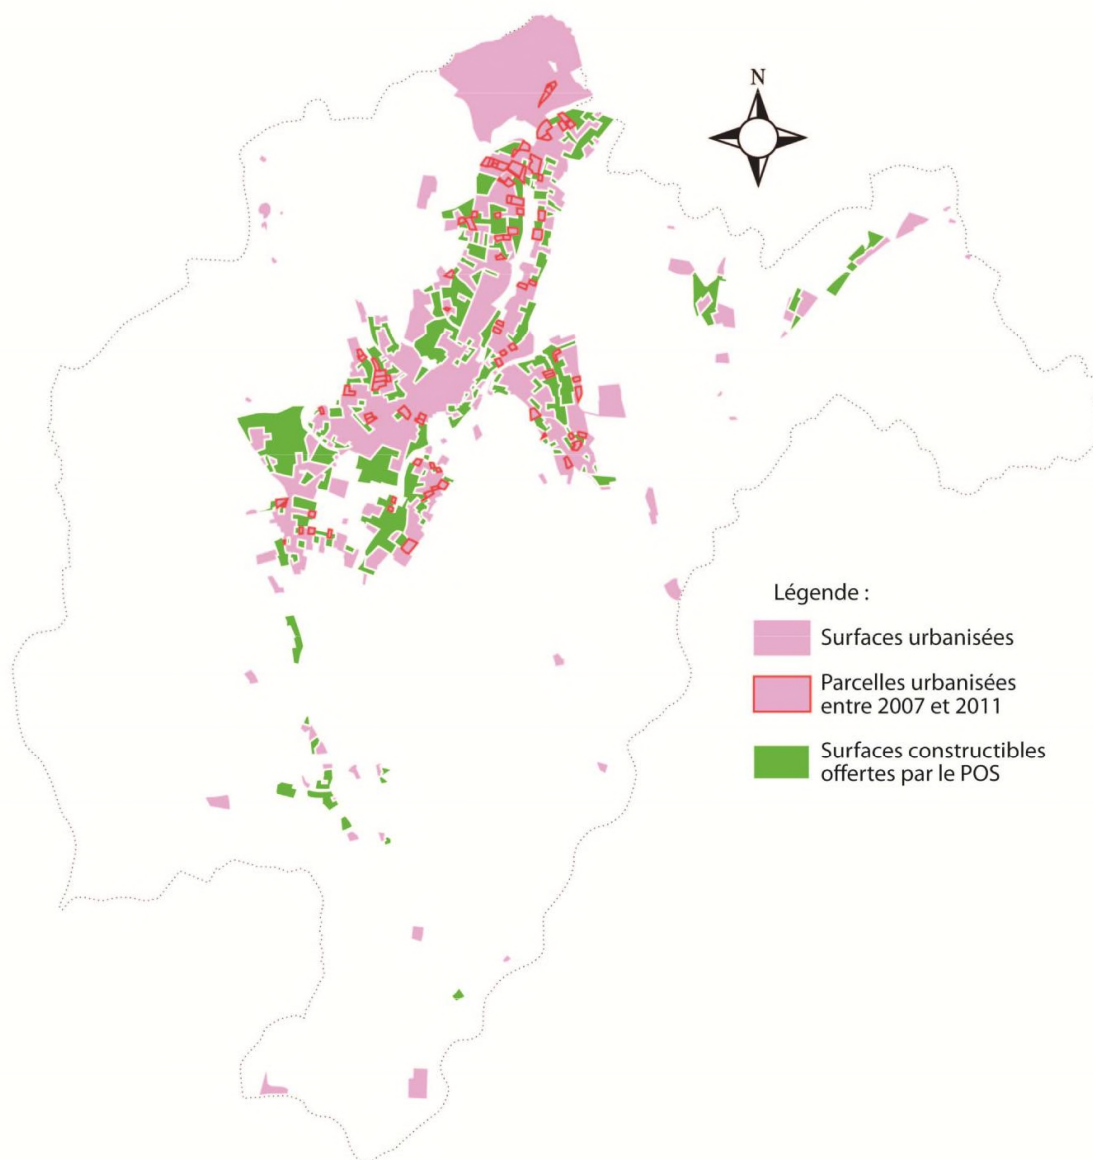 N
Légende :
Surfaces urbanisées
Parcelles urbanisées
entre 2007 et 2011
Surfaces constructibles
offertes par le POS